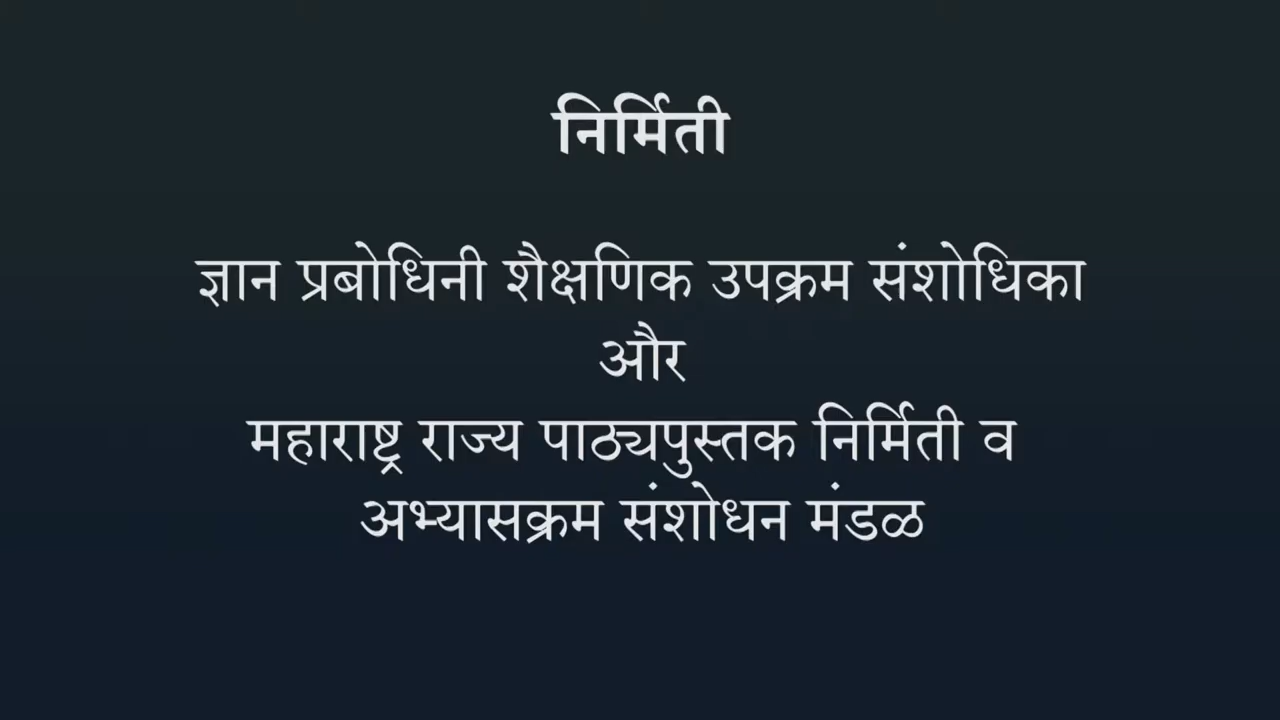 निर्मिती
ज्ञान प्रबोधिनी शैक्षणिक उपक्रम संशोधिका
और
महाराष्ट्र राज्य पाठ्यपुस्तक निर्मिती व
अभ्यासक्रम संशोधन मंडळ